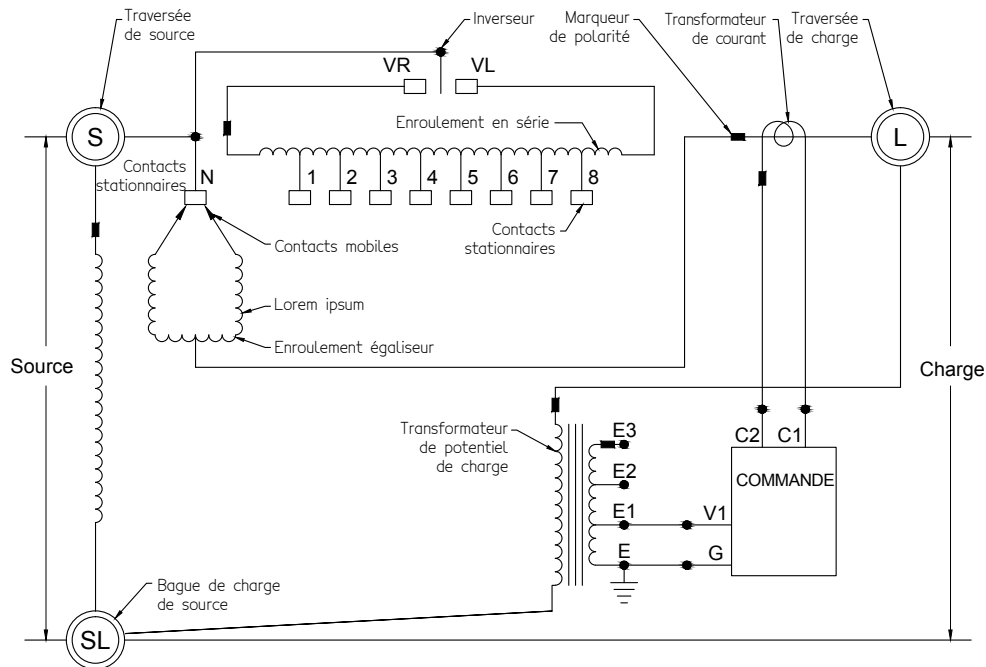 Traversée
de source
Inverseur
Marqueur
de polarité
Transformateur
de courant
Traversée
de charge
VR
VL
S
Enroulement en série
L
Contacts
stationnaires
N
1
2
3
4
5
6
7
8
Contacts mobiles
Contacts
stationnaires
Lorem ipsum
Enroulement égaliseur
Source
Charge
Transformateur
de potentiel
de charge
E3
E2
E1
E
C2
C1
COMMANDE
V1
G
Bague de charge
de source
SL